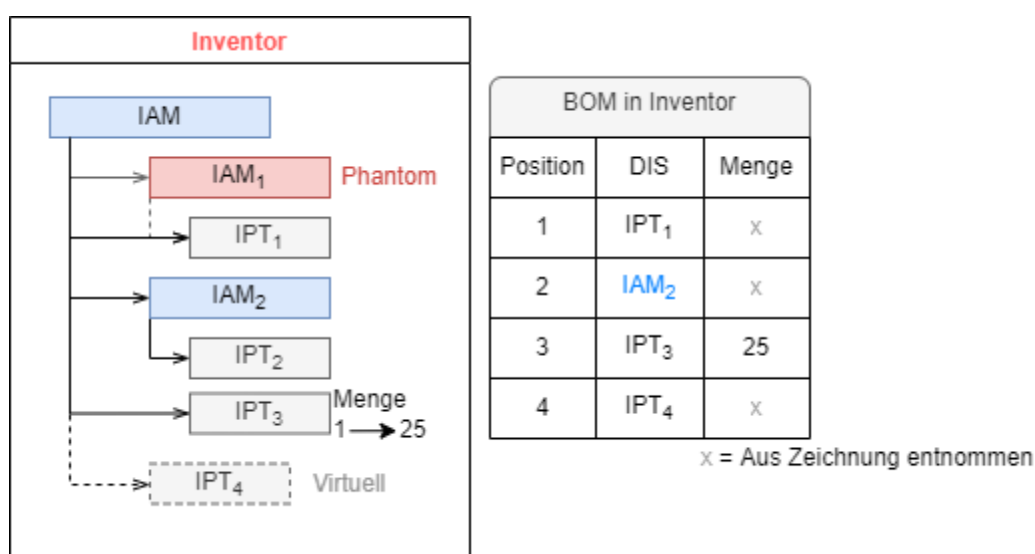 Inventor
IAM
IAM₁ Phantom
IPT₁
IAM₂
IPT₂
IPT₃ Menge
1 → 25
IPT₄ Virtuell
BOM in Inventor
Position DIS Menge
1 IPT₁ x
2 IAM₂ x
3 IPT₃ 25
4 IPT₄ x
x = Aus Zeichnung entnommen